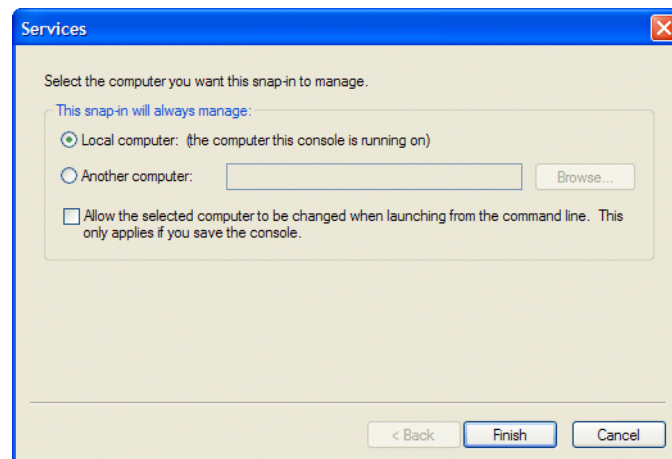 Services
Select the computer you want this snap-in to manage.
This snap-in will always manage:
Local computer: (the computer this console is running on)
Another computer:
Browse...
Allow the selected computer to be changed when launching from the command line. This
only applies if you save the console.
< Back
Finish
Cancel